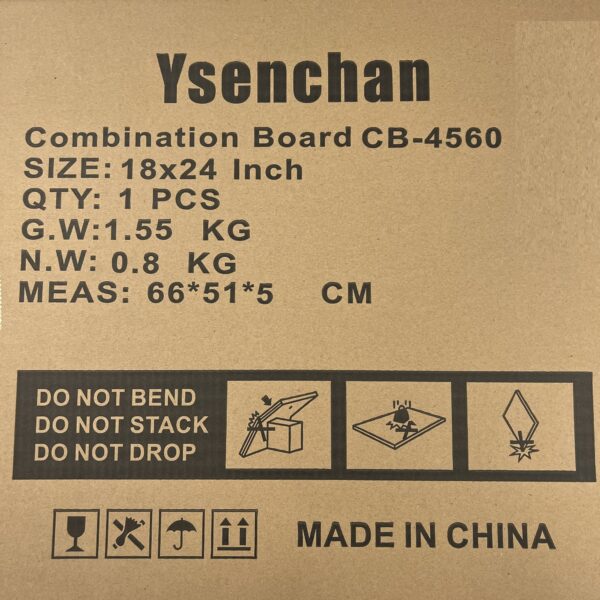 Ysenchan
Combination Board CB-4560
SIZE: 18x24 Inch
QTY: 1 PCS
G.W:1.55 KG
N.W: 0.8 KG
MEAS: 66*51*5 CM
DO NOT BEND
DO NOT STACK
DO NOT DROP
MADE IN CHINA